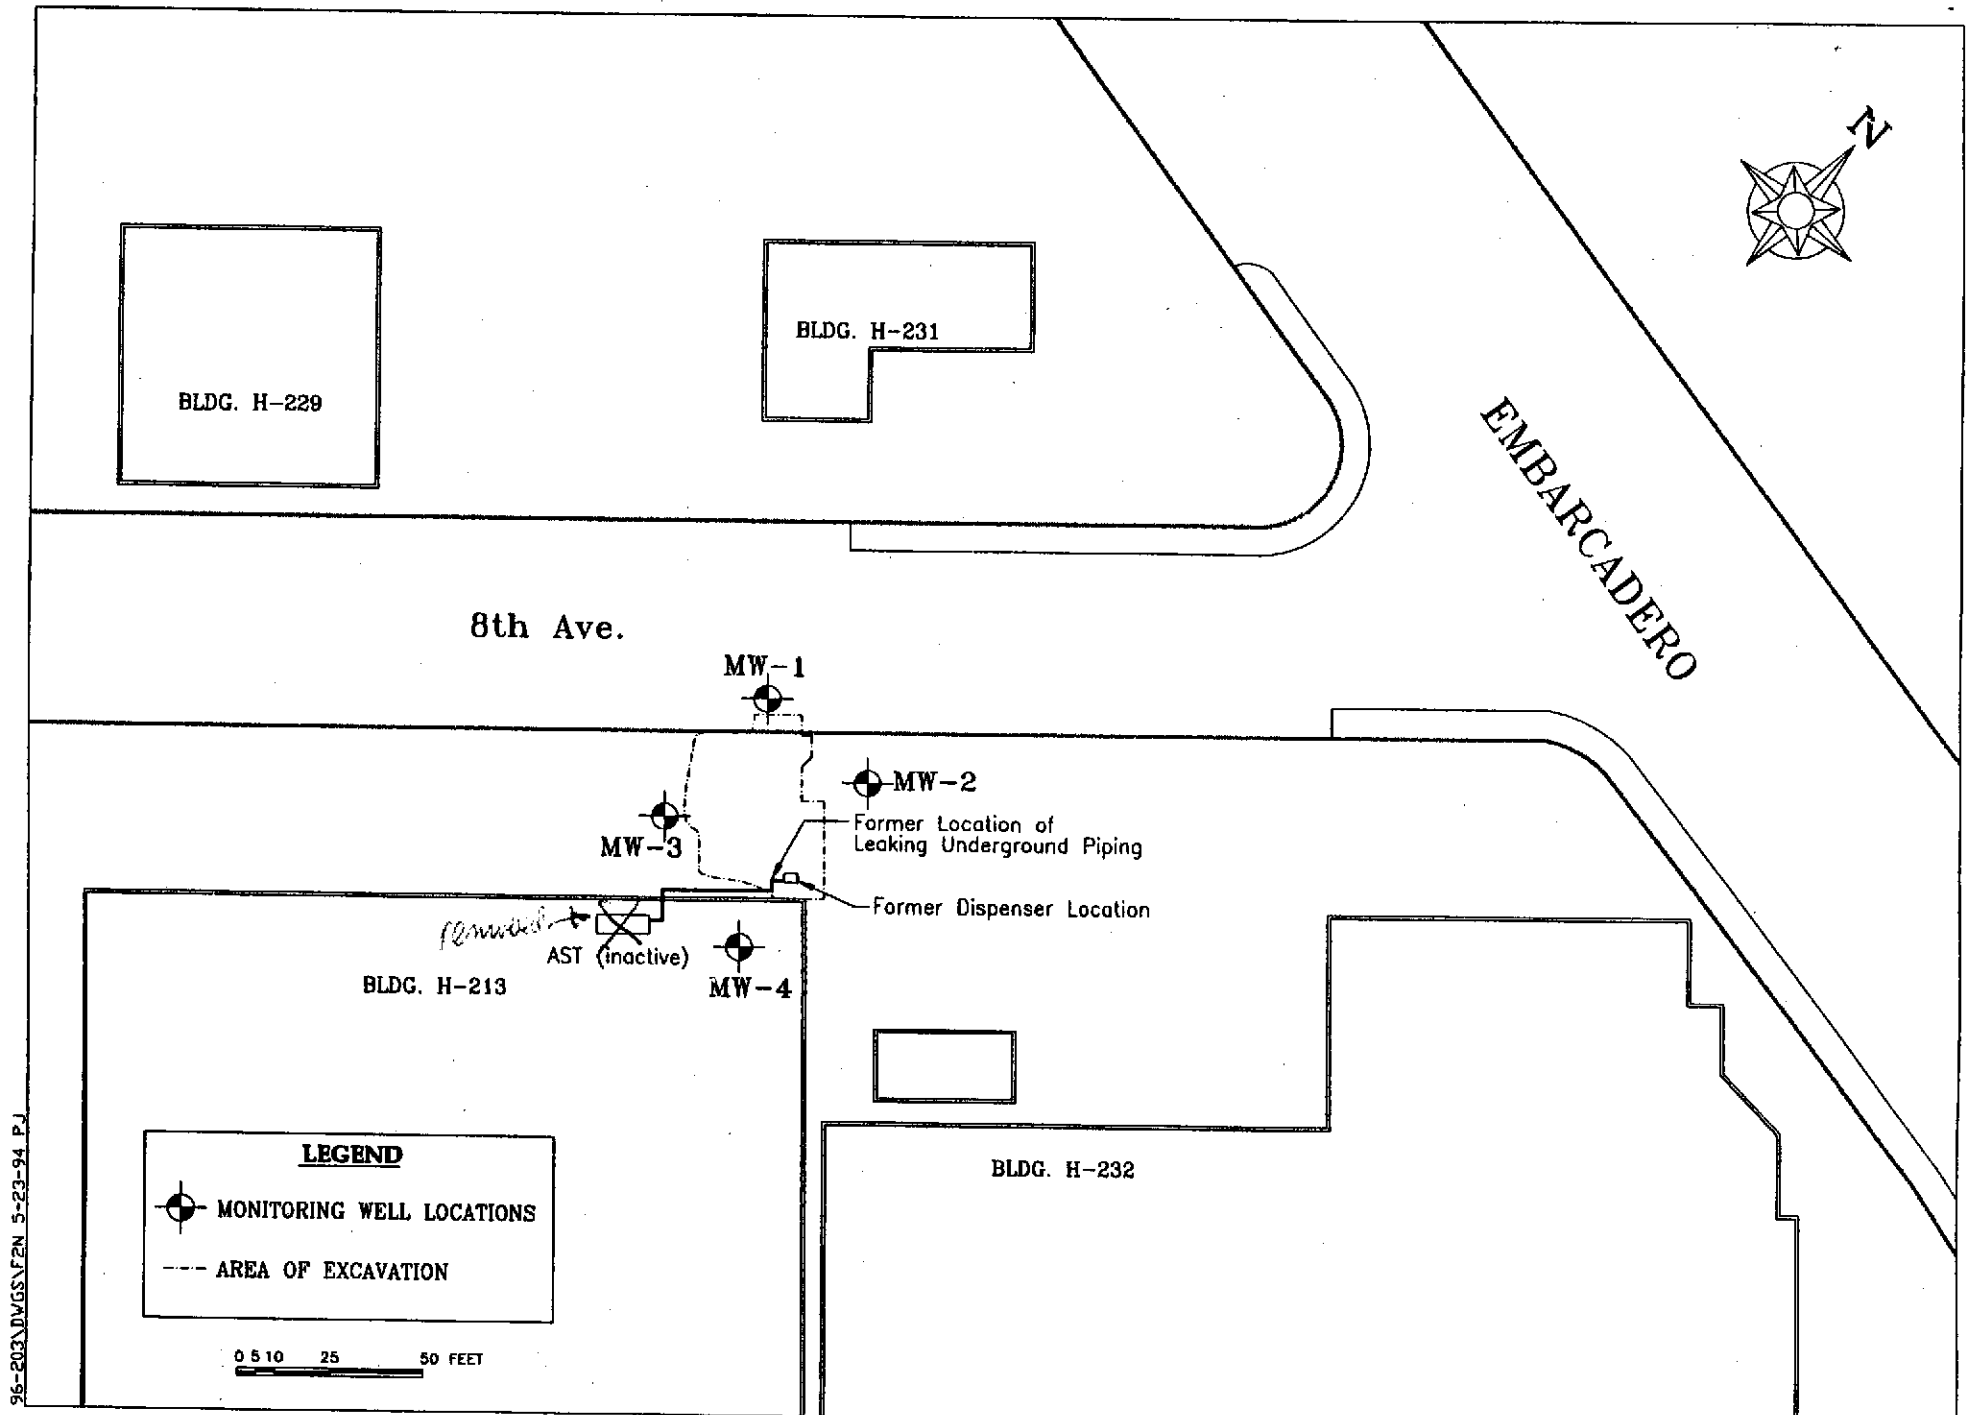 N
BLDG. H-231
BLDG. H-229
EMBARCADERO
8th Ave.
MW-1
MW-2
Former Location of
Leaking Underground Piping
MW-3
Former Dispenser Location
removed
AST (inactive)
BLDG. H-213
MW-4
BLDG. H-232
LEGEND
MONITORING WELL LOCATIONS
AREA OF EXCAVATION
0 5 10 25 50 FEET
96-203\DWGS\F2N 5-23-94 PJ